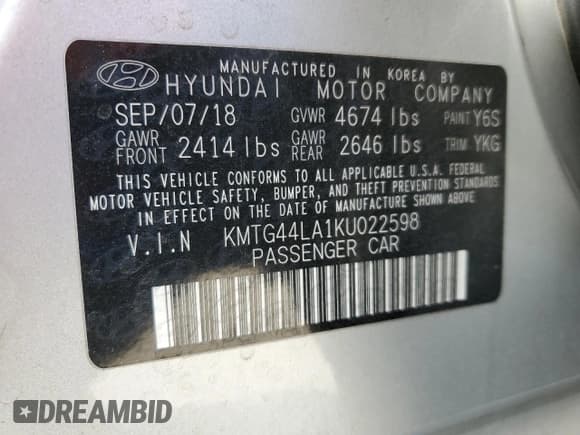 MANUFACTURED IN KOREA BY
HYUNDAI MOTOR COMPANY
SEP/07/18 GVWR 4674 lbs PAINT Y6S
GAWR FRONT 2414 lbs GAWR REAR 2646 lbs TRIM YKG
THIS VEHICLE CONFORMS TO ALL APPLICABLE U.S.A. FEDERAL
MOTOR VEHICLE SAFETY, BUMPER, AND THEFT PREVENTION STANDARDS
IN EFFECT ON THE DATE OF MANUFACTURE SHOWN ABOVE.
V.I.N KMTG44LA1KU022598
PASSENGER CAR
DREAMBID